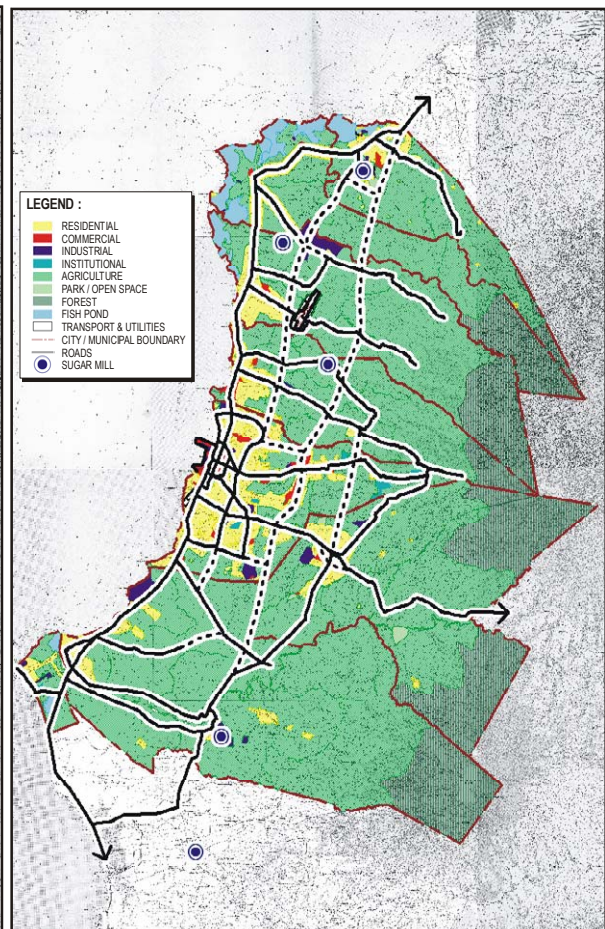 LEGEND :
RESIDENTIAL
COMMERCIAL
INDUSTRIAL
INSTITUTIONAL
AGRICULTURE
PARK / OPEN SPACE
FOREST
FISH POND
TRANSPORT & UTILITIES
CITY / MUNICIPAL BOUNDARY
ROADS
SUGAR MILL